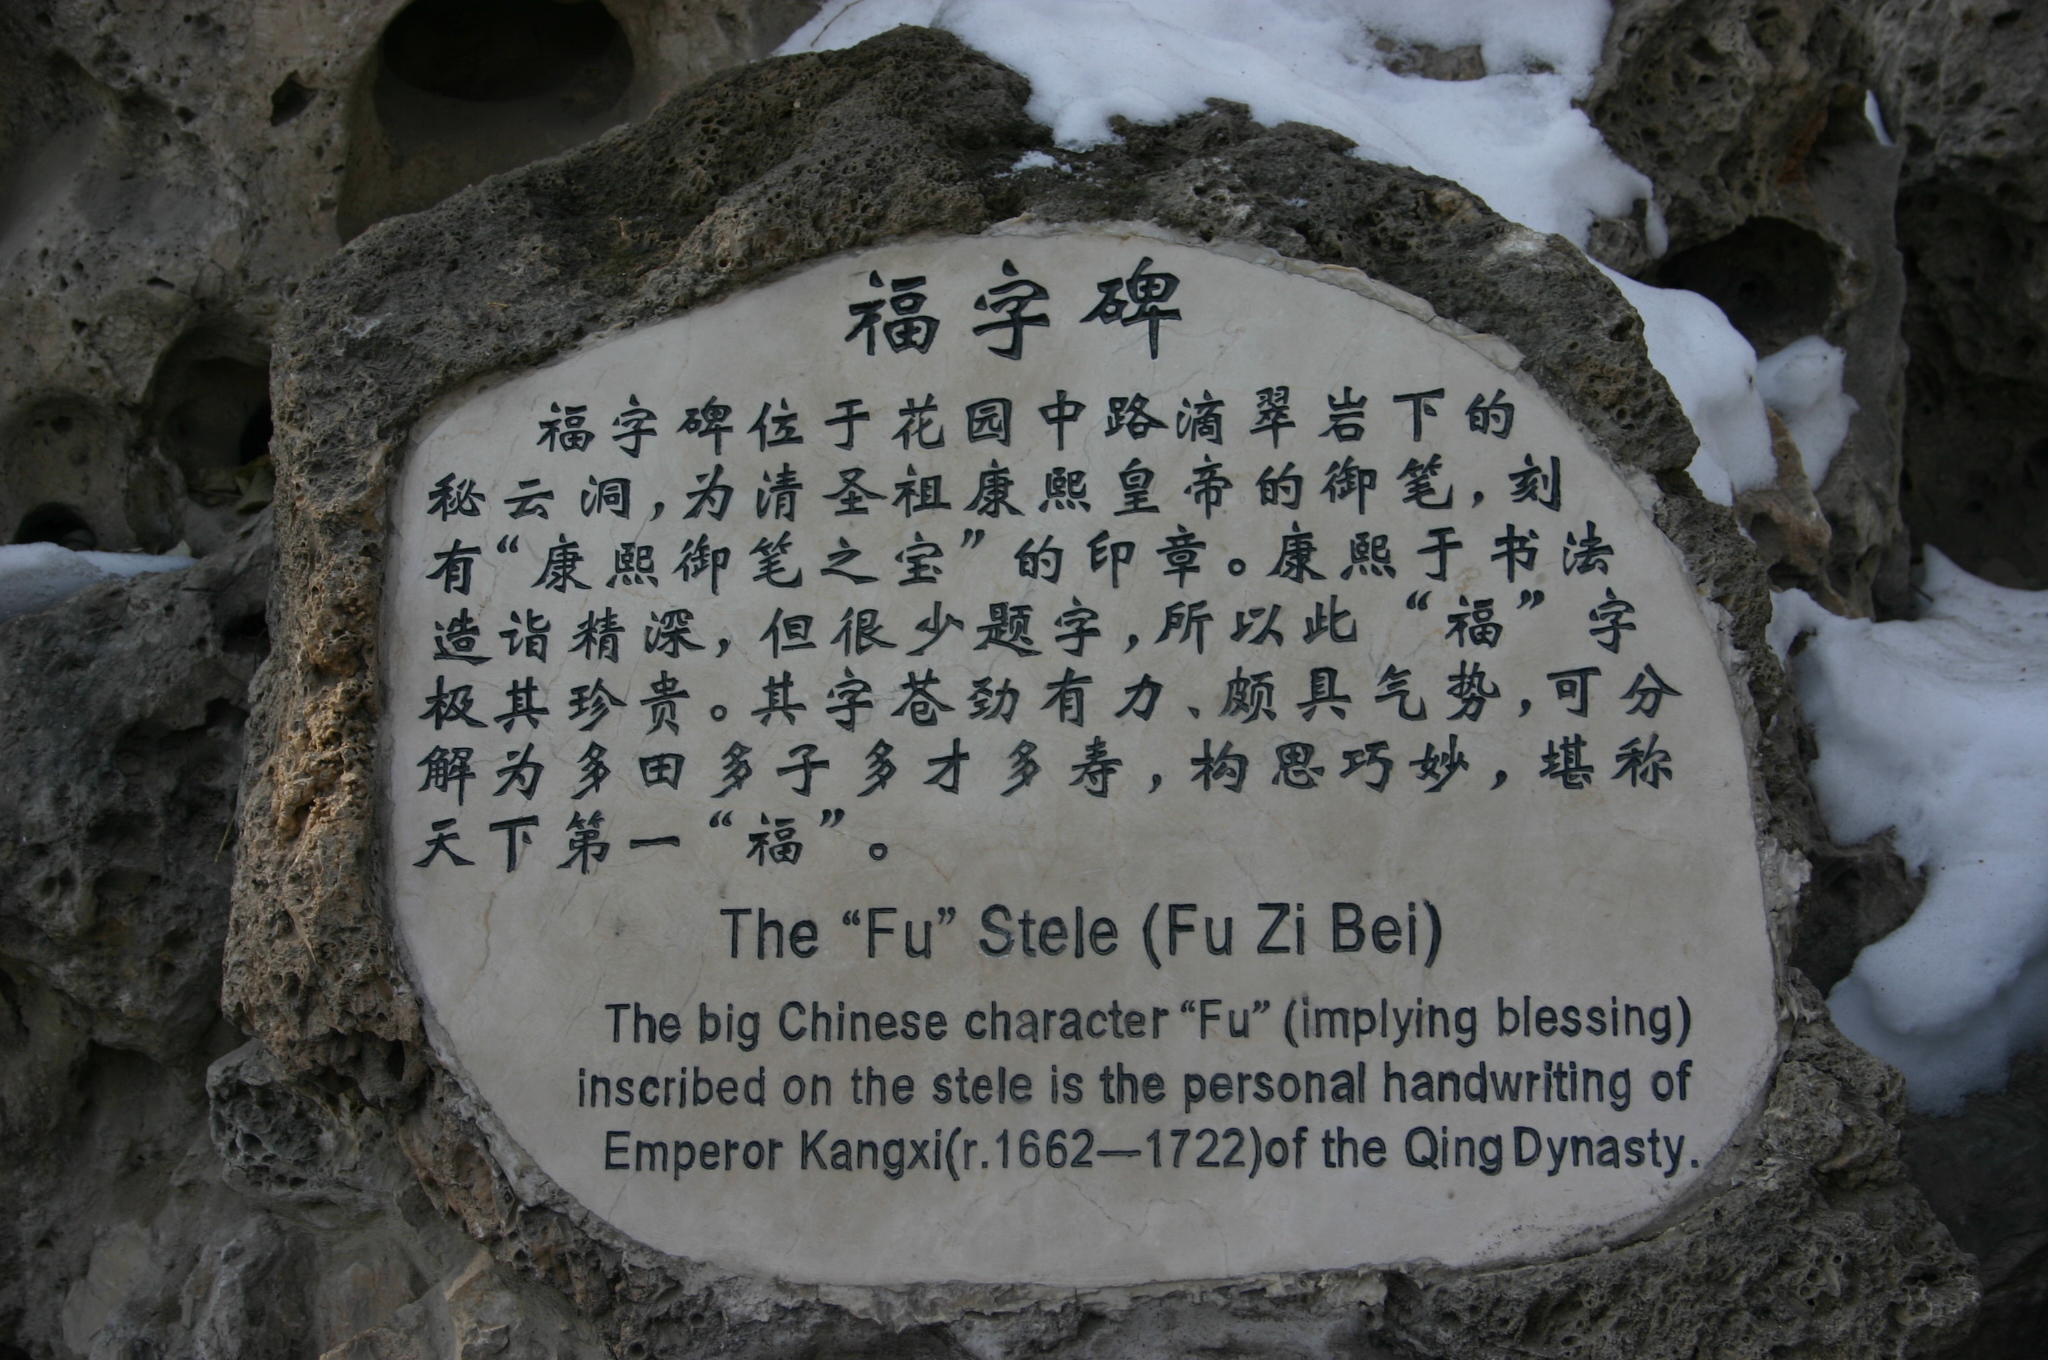 福字碑
福字碑位于花园中路滴翠岩下的
秘云洞，为清圣祖康熙皇帝的御笔，刻
有“康熙御笔之宝”的印章。康熙于书法
造诣精深，但很少题字，所以此“福”字
极其珍贵。其字苍劲有力、颇具气势，可分
解为多田多子多才多寿，构思巧妙，堪称
天下第一“福”。
The “Fu” Stele (Fu Zi Bei)
The big Chinese character “Fu” (implying blessing)
inscribed on the stele is the personal handwriting of
Emperor Kangxi(r.1662—1722)of the Qing Dynasty.